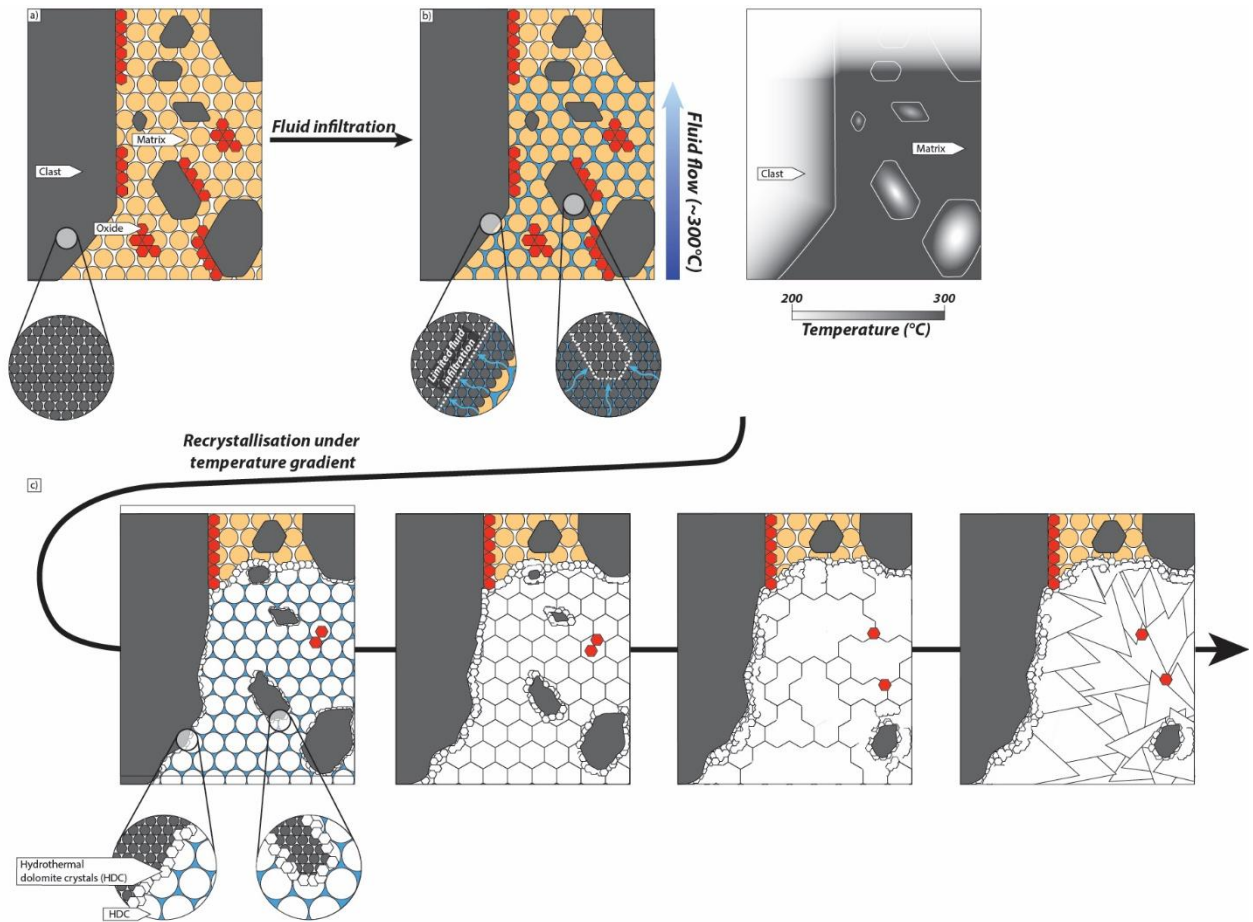 a)
Clast
Matrix
Oxide
Fluid infiltration
b)
Fluid flow (~300°C)
Limited fluid
infiltration
Clast
Matrix
200
300
Temperature (°C)
Recrystallisation under
temperature gradient
c)
Hydrothermal
dolomite crystals (HDC)
HDC